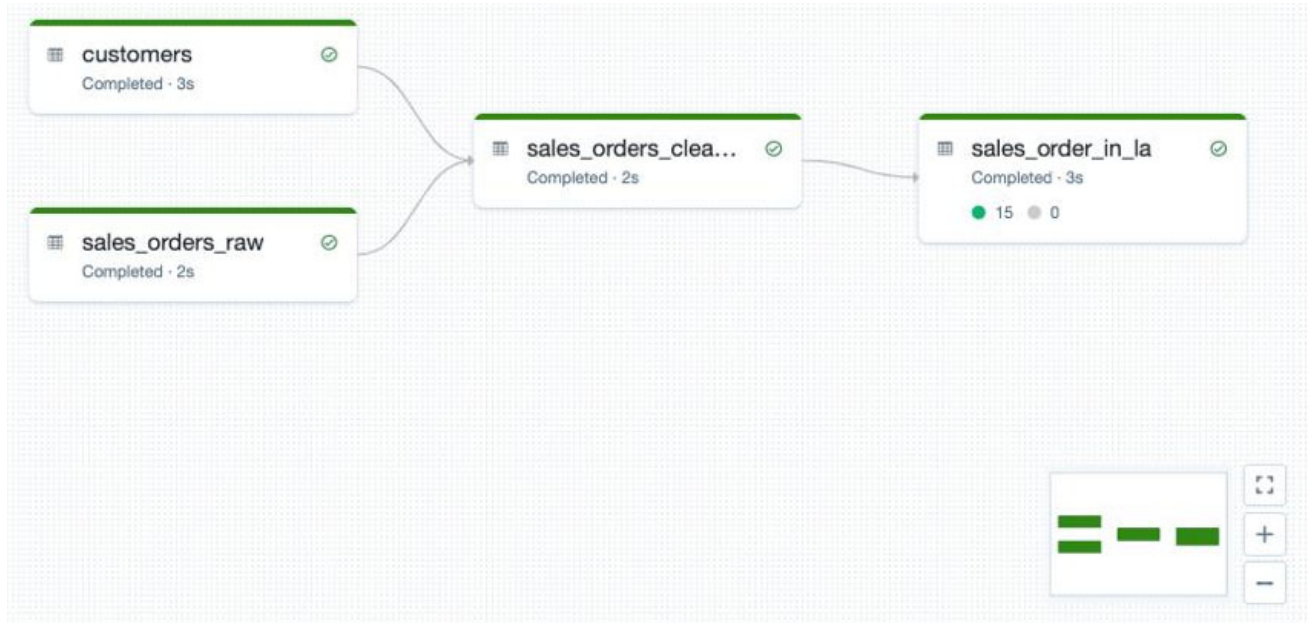 customers
Completed · 3s
sales_orders_raw
Completed · 2s
sales_orders_clea...
Completed · 2s
sales_order_in_la
Completed · 3s
15 0